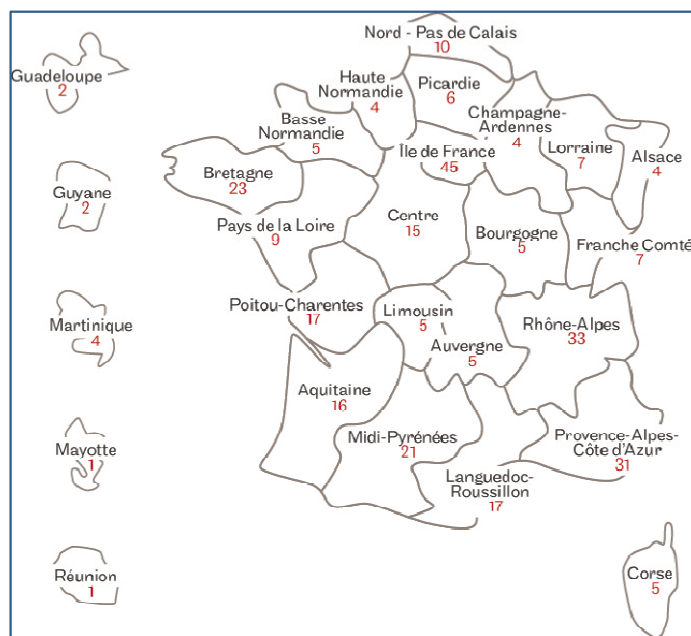 Nord - Pas de Calais
10
Guadeloupe
2
Haute
Normandie
4
Picardie
6
Basse
Normandie
5
Champagne-
Ardennes
4
Île de France
45
Lorraine
7
Alsace
4
Bretagne
23
Guyane
2
Pays de la Loire
9
Centre
15
Bourgogne
5
Franche Comté
7
Poitou-Charentes
17
Limousin
5
Rhône-Alpes
33
Martinique
4
Auvergne
5
Aquitaine
16
Midi-Pyrénées
21
Provence-Alpes-
Côte d'Azur
31
Mayotte
1
Languedoc-
Roussillon
17
Réunion
1
Corse
5